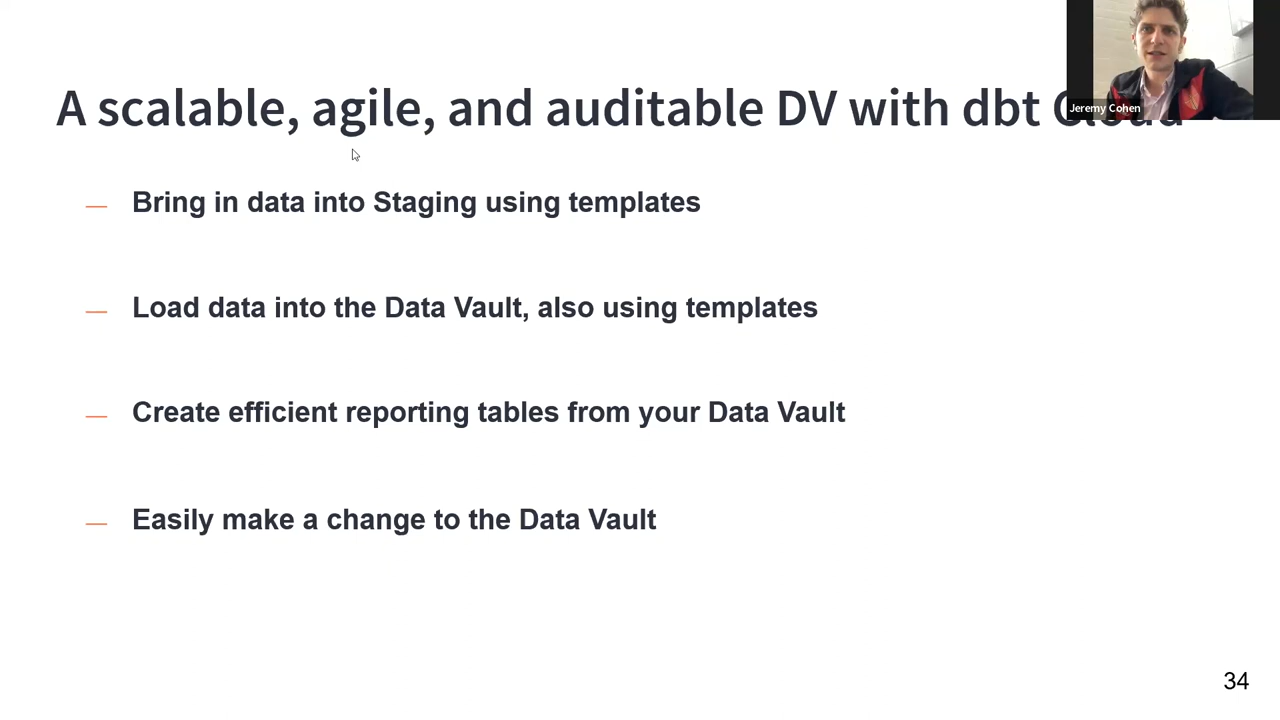 A scalable, agile, and auditable DV with dbt Cloud
Jeremy Cohen
— Bring in data into Staging using templates
— Load data into the Data Vault, also using templates
— Create efficient reporting tables from your Data Vault
— Easily make a change to the Data Vault
34